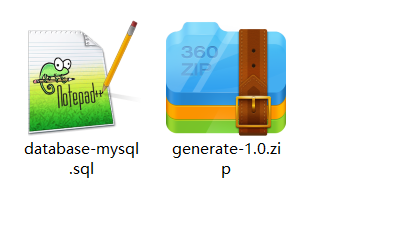 360
ZIP
Notepad++
database-mysql
.sql
generate-1.0.zi
p